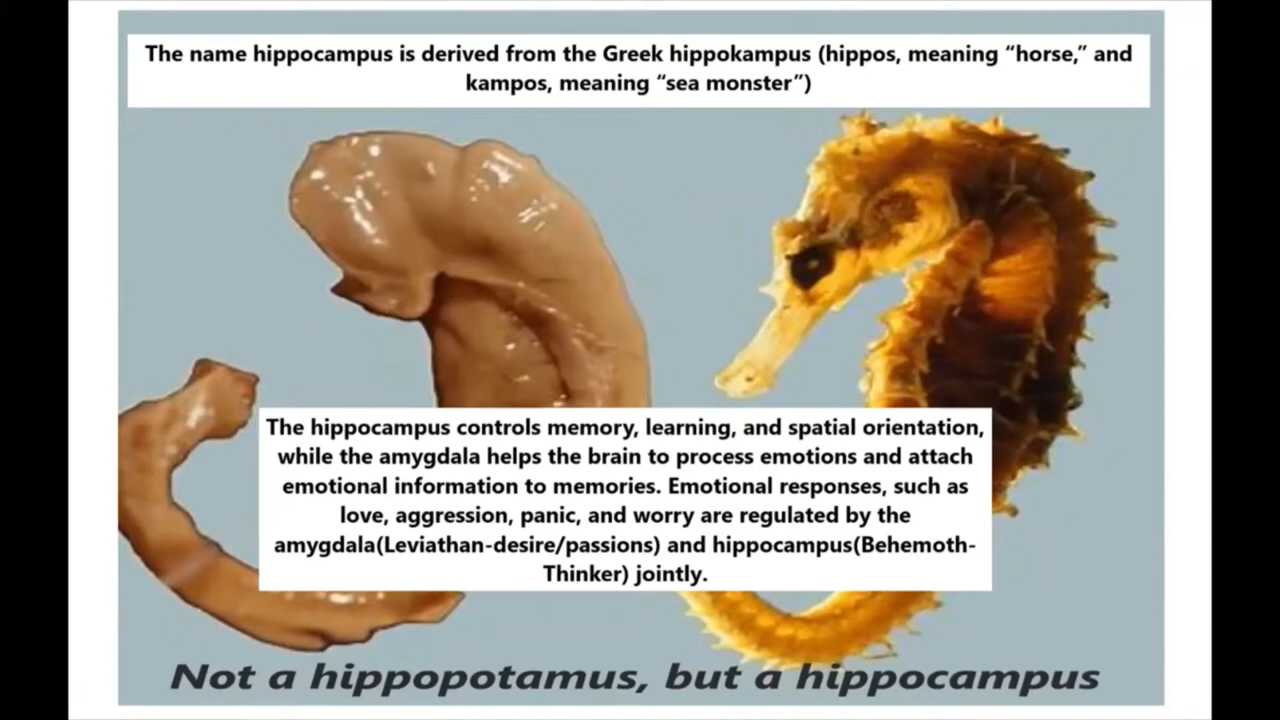 The name hippocampus is derived from the Greek hippokampus (hippos, meaning “horse,” and
kampos, meaning “sea monster”)
The hippocampus controls memory, learning, and spatial orientation,
while the amygdala helps the brain to process emotions and attach
emotional information to memories. Emotional responses, such as
love, aggression, panic, and worry are regulated by the
amygdala(Leviathan-desire/passions) and hippocampus(Behemoth-
Thinker) jointly.
Not a hippopotamus, but a hippocampus